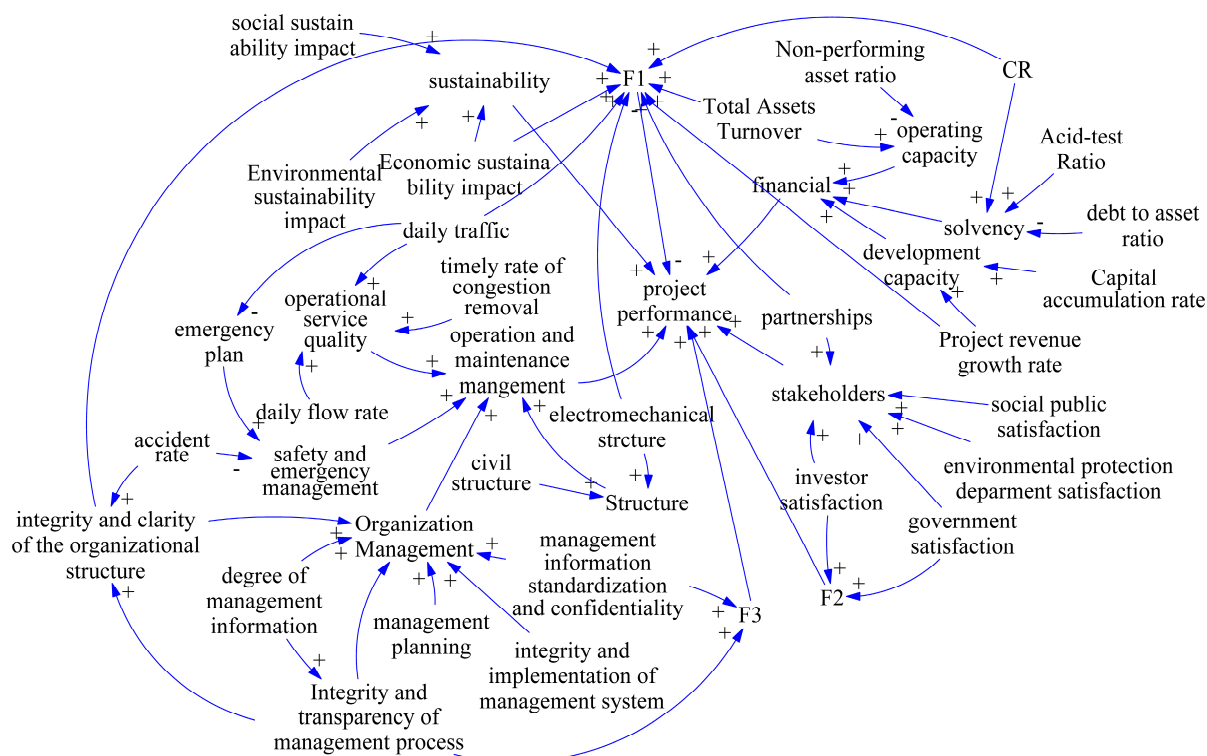 social sustain
ability impact
sustainability
F1
Non-performing
asset ratio
CR
Total Assets
Turnover
operating
capacity
Acid-test
Ratio
Environmental
sustainability
impact
Economic sustaina
bility impact
financial
solvency
debt to asset
ratio
daily traffic
development
capacity
Capital
accumulation rate
timely rate of
congestion
removal
operational
service
quality
emergency
plan
project
performance
partnerships
Project revenue
growth rate
operation and
maintenance
mangement
stakeholders
social public
satisfaction
daily flow rate
electromechanical
strcture
accident
rate
safety and
emergency
management
civil
structure
Structure
investor
satisfaction
environmental protection
deparment satisfaction
government
satisfaction
integrity and clarity
of the organizational
structure
Organization
Management
management
information
standardization
and confidentiality
degree of
management
information
management
planning
F3
F2
integrity and
implementation of
management system
Integrity and
transparency of
management process